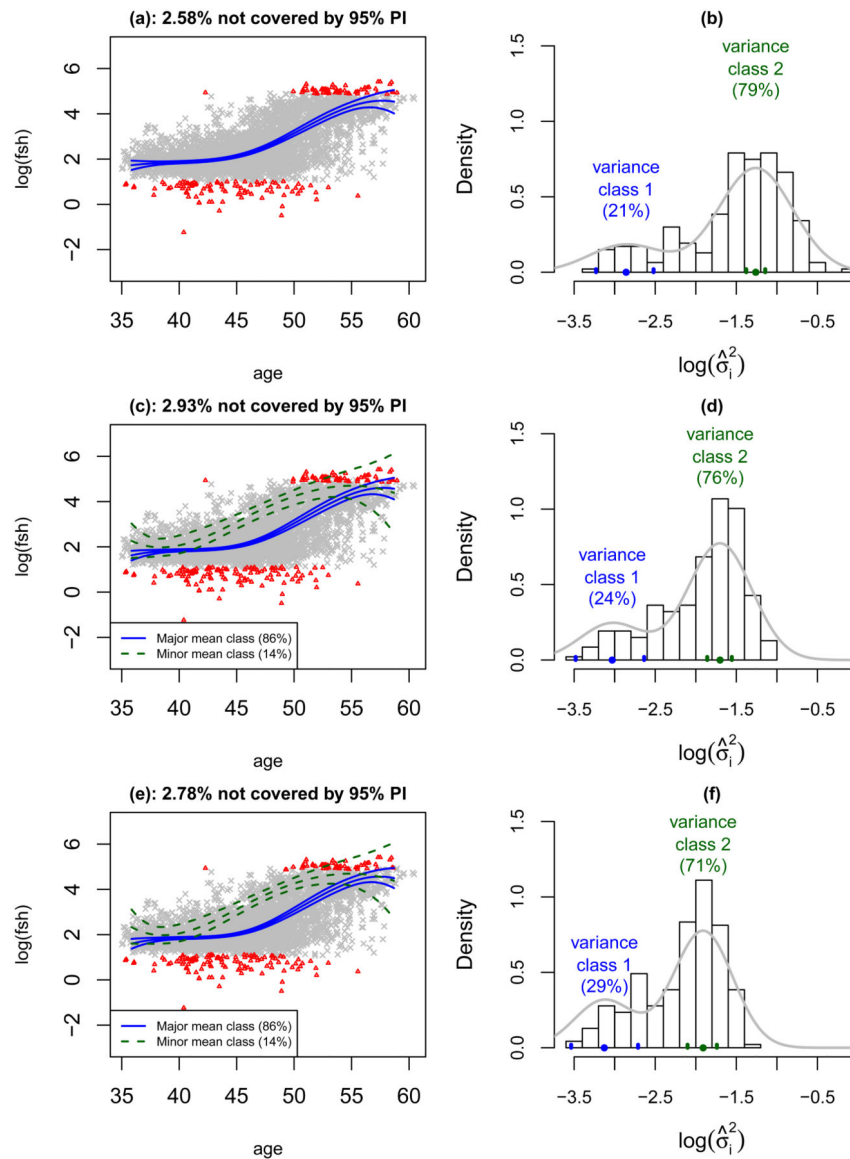 (a): 2.58% not covered by 95% PI
log(fsh)
6
4
2
0
−2
35 40 45 50 55 60
age
(b)
Density
1.5
1.0
0.5
0.0
variance
class 2
(79%)
variance
class 1
(21%)
−3.5 −2.5 −1.5 −0.5
log(σ̂²ᵢ)
(c): 2.93% not covered by 95% PI
log(fsh)
6
4
2
0
−2
Major mean class (86%)
Minor mean class (14%)
35 40 45 50 55 60
age
(d)
Density
1.5
1.0
0.5
0.0
variance
class 2
(76%)
variance
class 1
(24%)
−3.5 −2.5 −1.5 −0.5
log(σ̂²ᵢ)
(e): 2.78% not covered by 95% PI
log(fsh)
6
4
2
0
−2
Major mean class (86%)
Minor mean class (14%)
35 40 45 50 55 60
age
(f)
Density
1.5
1.0
0.5
0.0
variance
class 2
(71%)
variance
class 1
(29%)
−3.5 −2.5 −1.5 −0.5
log(σ̂²ᵢ)